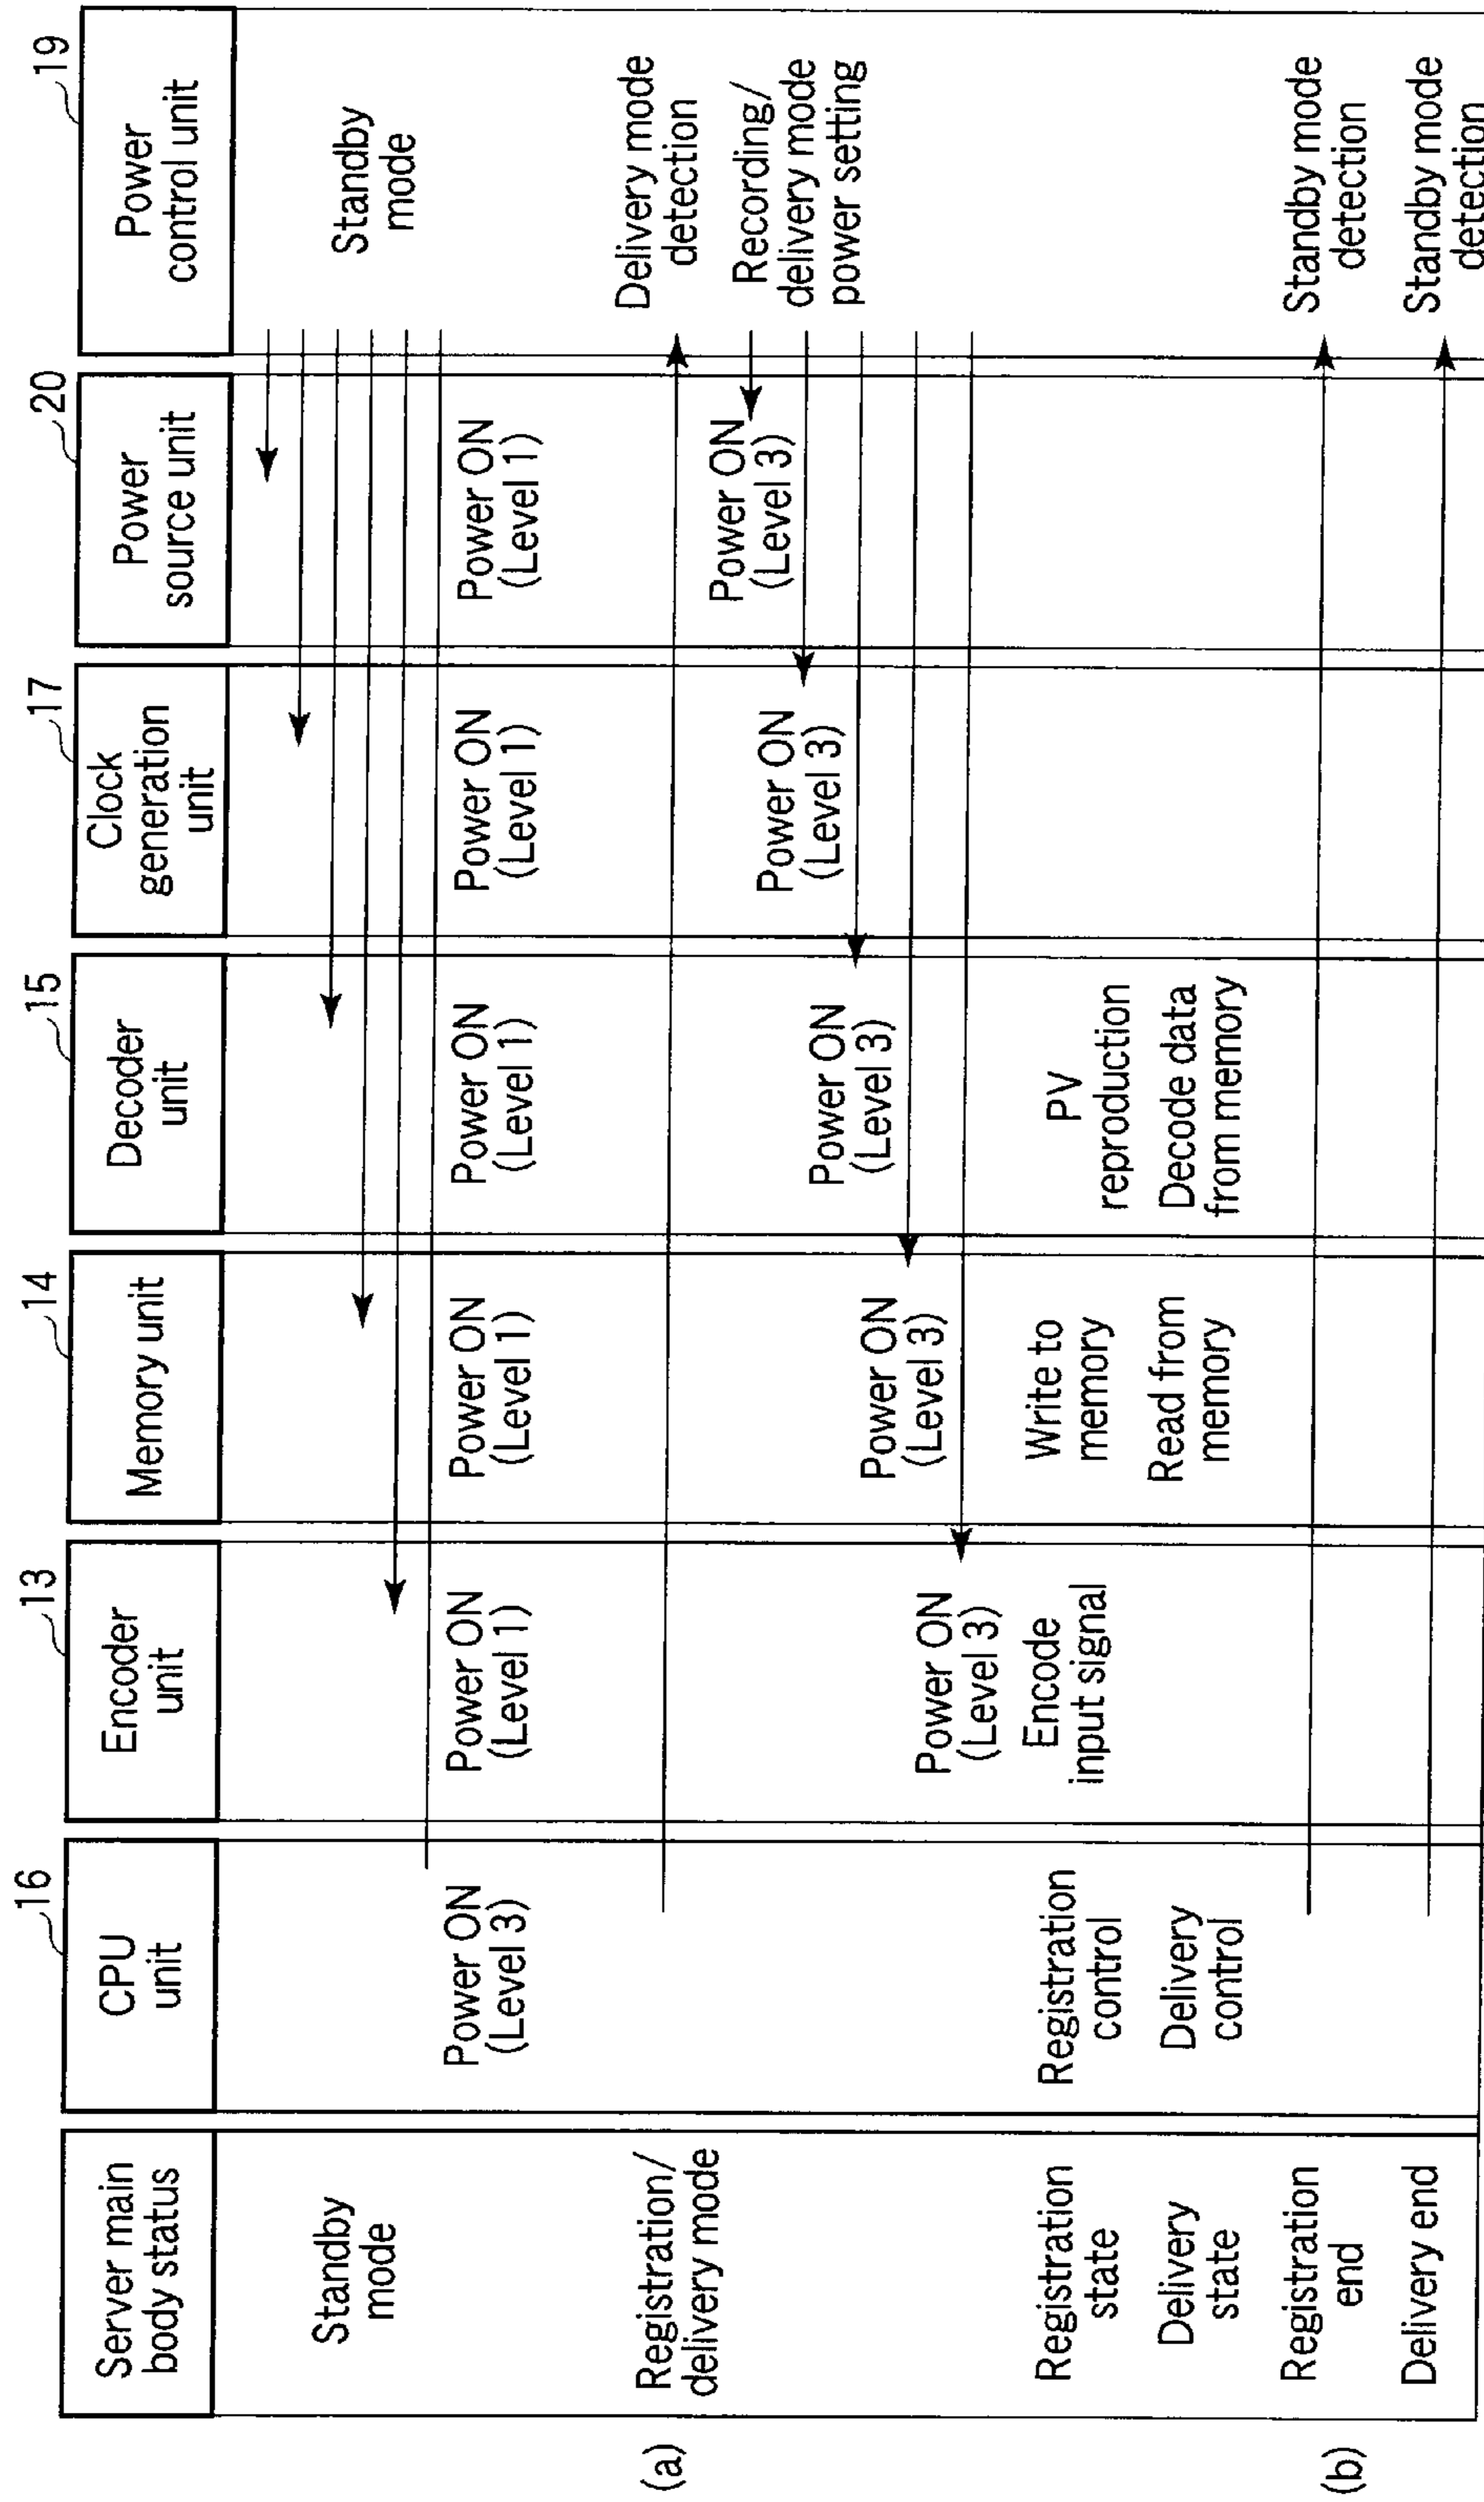 Server main
body status
CPU
unit
16
Encoder
unit
13
Memory unit
14
Decoder
unit
15
Clock
generation
unit
17
Power
source unit
20
Power
control unit
19
Standby
mode
Standby
mode
Power ON
(Level 3)
Power ON
(Level 1)
Power ON
(Level 1)
Power ON
(Level 1)
Power ON
(Level 1)
Power ON
(Level 1)
(a)
Registration/
delivery mode
Delivery mode
detection
Recording/
delivery mode
power setting
Power ON
(Level 3)
Power ON
(Level 3)
Power ON
(Level 3)
Power ON
(Level 3)
Power ON
(Level 3)
Registration
state
Registration
control
Encode
input signal
Write to
memory
PV
reproduction
Delivery
state
Delivery
control
Read from
memory
Decode data
from memory
(b)
Registration
end
Standby mode
detection
Delivery end
Standby mode
detection